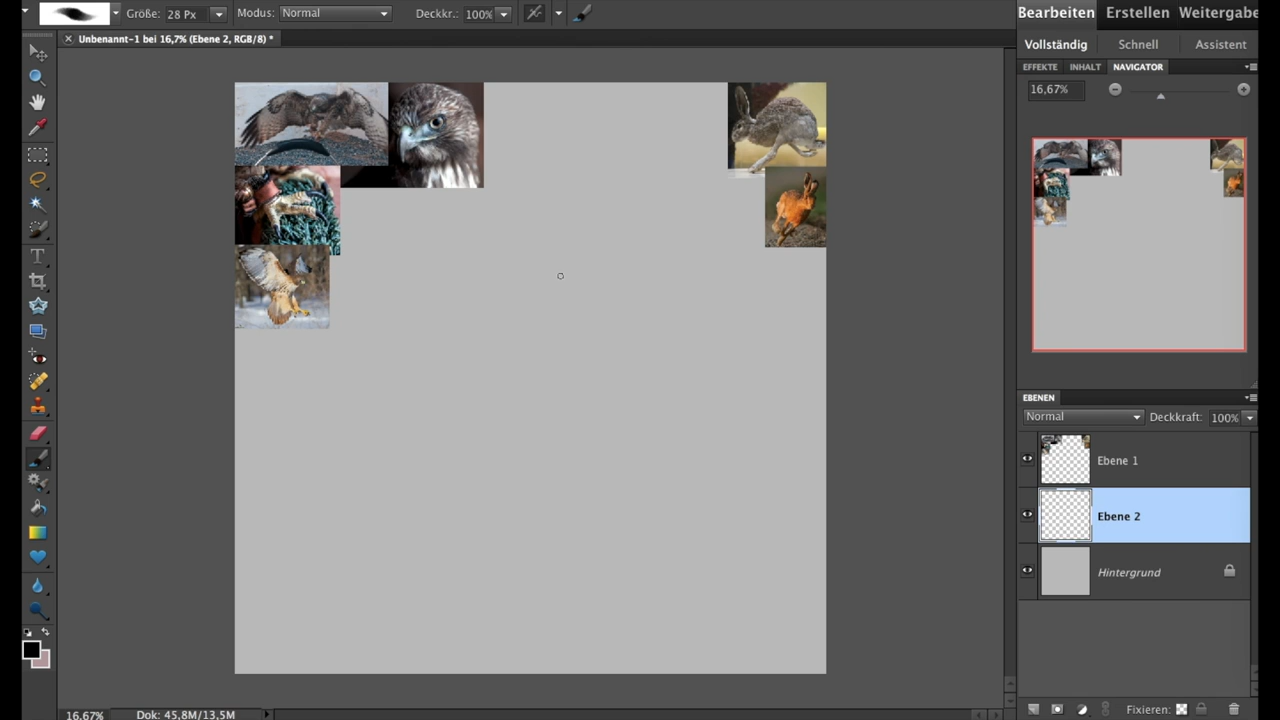 Größe: 28 Px Modus: Normal Deckkr.: 100% Bearbeiten Erstellen Weitergabe
Unbenannt-1 bei 16,7% (Ebene 2, RGB/8) * Vollständig Schnell Assistent
EFFEKTE INHALT NAVIGATOR
16,67%
EBENEN
Normal Deckkraft: 100%
Ebene 1
Ebene 2
Hintergrund
Fixieren:
16,67% Dok: 45,8M/13,5M